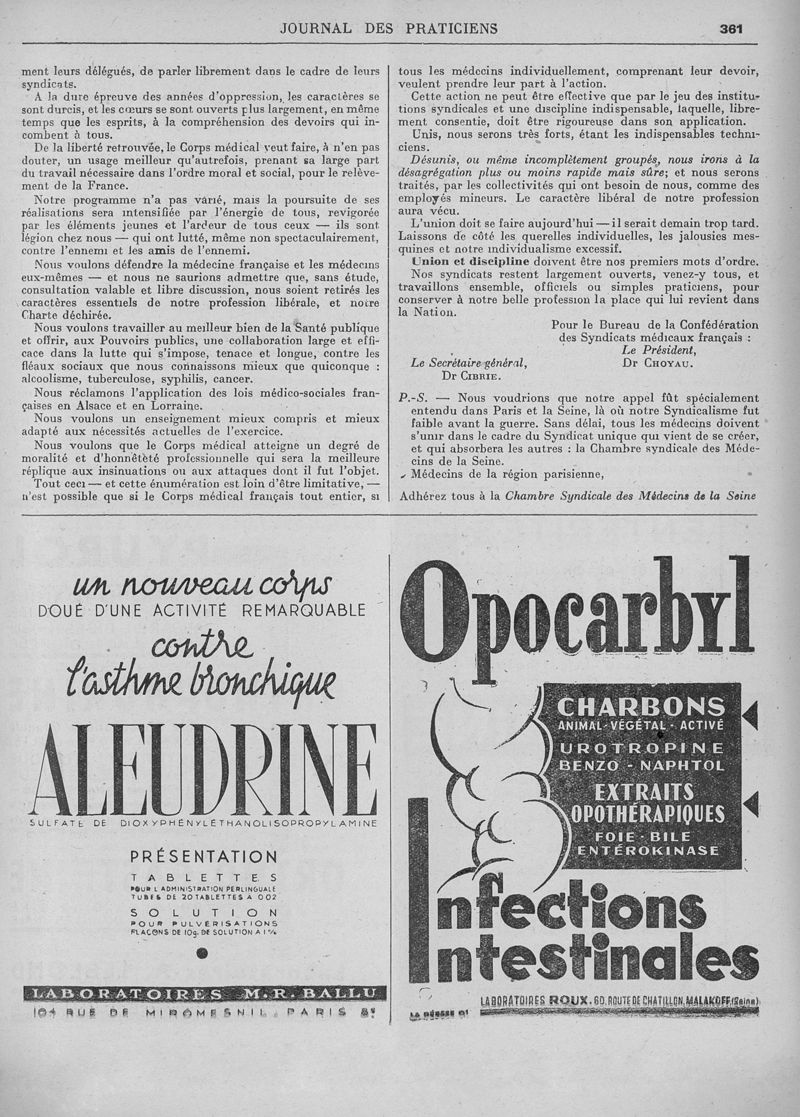 JOURNAL DES PRATICIENS
361
ment leurs délégués, de parler librement dans le cadre de leurs
syndicats.
A la dure épreuve des années d'oppression, les caractères se
sont durcis, et les cœurs se sont ouverts plus largement, en même
temps que les esprits, à la compréhension des devoirs qui in-
combent à tous.
De la liberté retrouvée, le Corps médical veut faire, à n'en pas
douter, un usage meilleur qu'autrefois, prenant sa large part
du travail nécessaire dans l'ordre moral et social, pour le relève-
ment de la France.
Notre programme n'a pas varié, mais la poursuite de ses
réalisations sera intensifiée par l'énergie de tous, revigorée
par les éléments jeunes et l'ardeur de tous ceux — ils sont
légion chez nous — qui ont lutté, même non spectaculairement,
contre l'ennemi et les amis de l'ennemi.
Nous voulons défendre la médecine française et les médecins
eux-mêmes — et nous ne saurions admettre que, sans étude,
consultation valable et libre discussion, nous soient retirés les
caractères essentiels de notre profession libérale, et notre
Charte déchirée.
Nous voulons travailler au meilleur bien de la Santé publique
et offrir, aux Pouvoirs publics, une collaboration large et effi-
cace dans la lutte qui s'impose, tenace et longue, contre les
fléaux sociaux que nous connaissons mieux que quiconque :
alcoolisme, tuberculose, syphilis, cancer.
Nous réclamons l'application des lois médico-sociales fran-
çaises en Alsace et en Lorraine.
Nous voulons un enseignement mieux compris et mieux
adapté aux nécessités actuelles de l'exercice.
Nous voulons que le Corps médical atteigne un degré de
moralité et d'honnêtèté professionnelle qui sera la meilleure
réplique aux insinuations ou aux attaques dont il fut l'objet.
Tout ceci — et cette énumération est loin d'être limitative, —
n'est possible que si le Corps médical français tout entier, si
tous les médecins individuellement, comprenant leur devoir,
veulent prendre leur part à l'action.
Cette action ne peut être effective que par le jeu des institu-
tions syndicales et une discipline indispensable, laquelle, libre-
ment consentie, doit être rigoureuse dans son application.
Unis, nous serons très forts, étant les indispensables techni-
ciens.
Désunis, ou même incomplètement groupés, nous irons à la
désagrégation plus ou moins rapide mais sûre; et nous serons
traités, par les collectivités qui ont besoin de nous, comme des
employés mineurs. Le caractère libéral de notre profession
aura vécu.
L'union doit se faire aujourd'hui — il serait demain trop tard.
Laissons de côté les querelles individuelles, les jalousies mes-
quines et notre individualisme excessif.
Union et discipline doivent être nos premiers mots d'ordre.
Nos syndicats restent largement ouverts, venez-y tous, et
travaillons ensemble, officiels ou simples praticiens, pour
conserver à notre belle profession la place qui lui revient dans
la Nation.
Pour le Bureau de la Confédération
des Syndicats médicaux français :
Le Président,
Le Secrétaire général,
Dr CHOYAU.
Dr CIBRIE.
P.-S. — Nous voudrions que notre appel fût spécialement
entendu dans Paris et la Seine, là où notre Syndicalisme fut
faible avant la guerre. Sans délai, tous les médecins doivent
s'unir dans le cadre du Syndicat unique qui vient de se créer,
et qui absorbera les autres : la Chambre syndicale des Méde-
cins de la Seine.
Médecins de la région parisienne,
Adhérez tous à la Chambre Syndicale des Médecins de la Seine
un nouveau corps
DOUÉ D'UNE ACTIVITÉ REMARQUABLE
contre
l'asthme bronchique
ALEUDRINE
SULFATE DE DIOXYPHÉNYLÉTHANOLISOPROPYLAMINE
PRÉSENTATION
TABLETTES
POUR L'ADMINISTRATION PERLINGUALE
TUBES DE 20 TABLETTES A 0.02
SOLUTION
POUR PULVERISATIONS
FLACONS DE 10g. DE SOLUTION A 1 %
LABORATOIRES M.R. BALLU
104 RUE DE MIROMESNIL, PARIS 8e
Opocarbyl
CHARBONS
ANIMAL-VÉGÉTAL - ACTIVÉ
UROTROPINE
BENZO - NAPHTOL
EXTRAITS
OPOTHÉRAPIQUES
FOIE - BILE
ENTÉROKINASE
Infections
Intestinales
LABORATOIRES ROUX. 60, ROUTE DE CHATILLON, MALAKOFF (Seine)